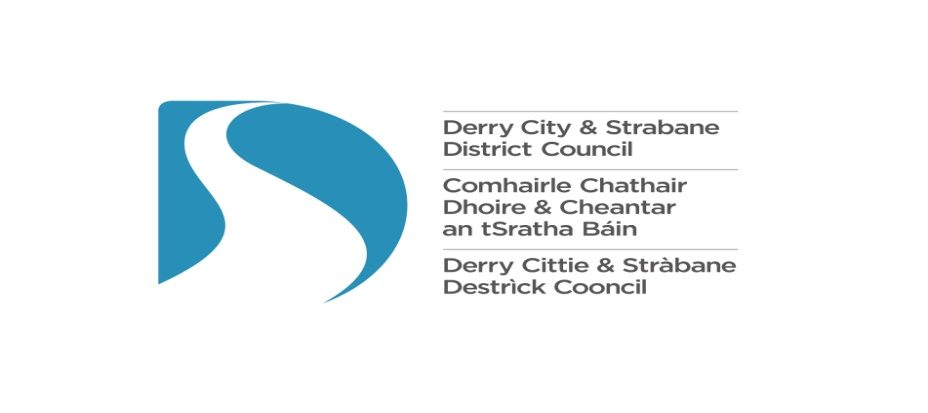 Derry City & Strabane
District Council
Comhairle Chathair
Dhoire & Cheantar
an tSratha Báin
Derry Cittie & Stràbane
Destrìck Cooncil